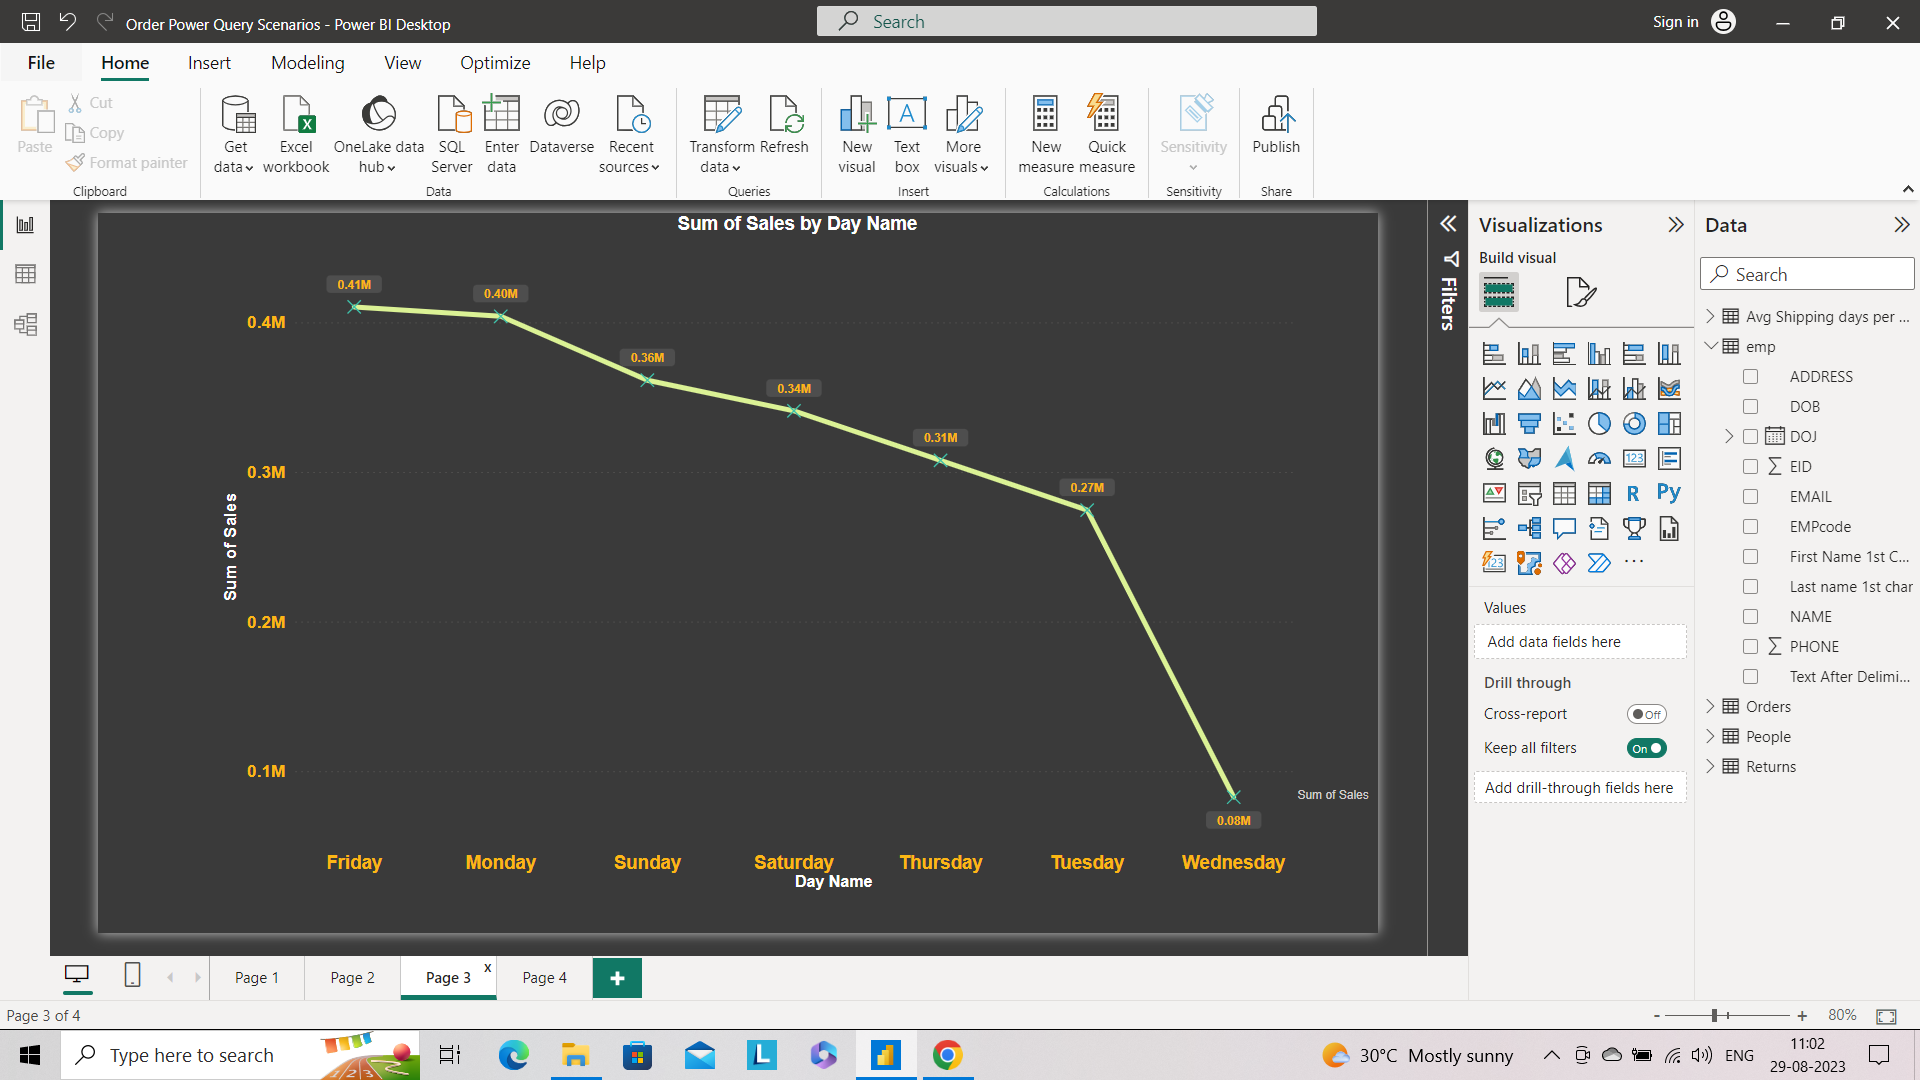 Order Power Query Scenarios - Power BI Desktop
Search
Sign in
File Home Insert Modeling View Optimize Help
Paste
Cut
Copy
Format painter
Clipboard
Get data
Excel workbook
OneLake data hub
SQL Server
Enter data
Dataverse
Recent sources
Data
Transform data
Refresh
Queries
New visual
Text box
More visuals
Insert
New measure
Quick measure
Calculations
Sensitivity
Sensitivity
Publish
Share
Sum of Sales by Day Name
0.41M
0.40M
0.36M
0.34M
0.31M
0.27M
0.08M
0.4M
0.3M
0.2M
0.1M
Sum of Sales
Sum of Sales
Friday Monday Sunday Saturday Thursday Tuesday Wednesday
Day Name
Filters
Visualizations
Build visual
123
R
Py
123
Values
Add data fields here
Drill through
Cross-report
Off
Keep all filters
On
Add drill-through fields here
Data
Search
Avg Shipping days per ...
emp
ADDRESS
DOB
DOJ
EID
EMAIL
EMPcode
First Name 1st C...
Last name 1st char
NAME
PHONE
Text After Delimi...
Orders
People
Returns
Page 1
Page 2
Page 3
x
Page 4
+
Page 3 of 4
- + 80%
Type here to search
L
30°C Mostly sunny
ENG
11:02
29-08-2023